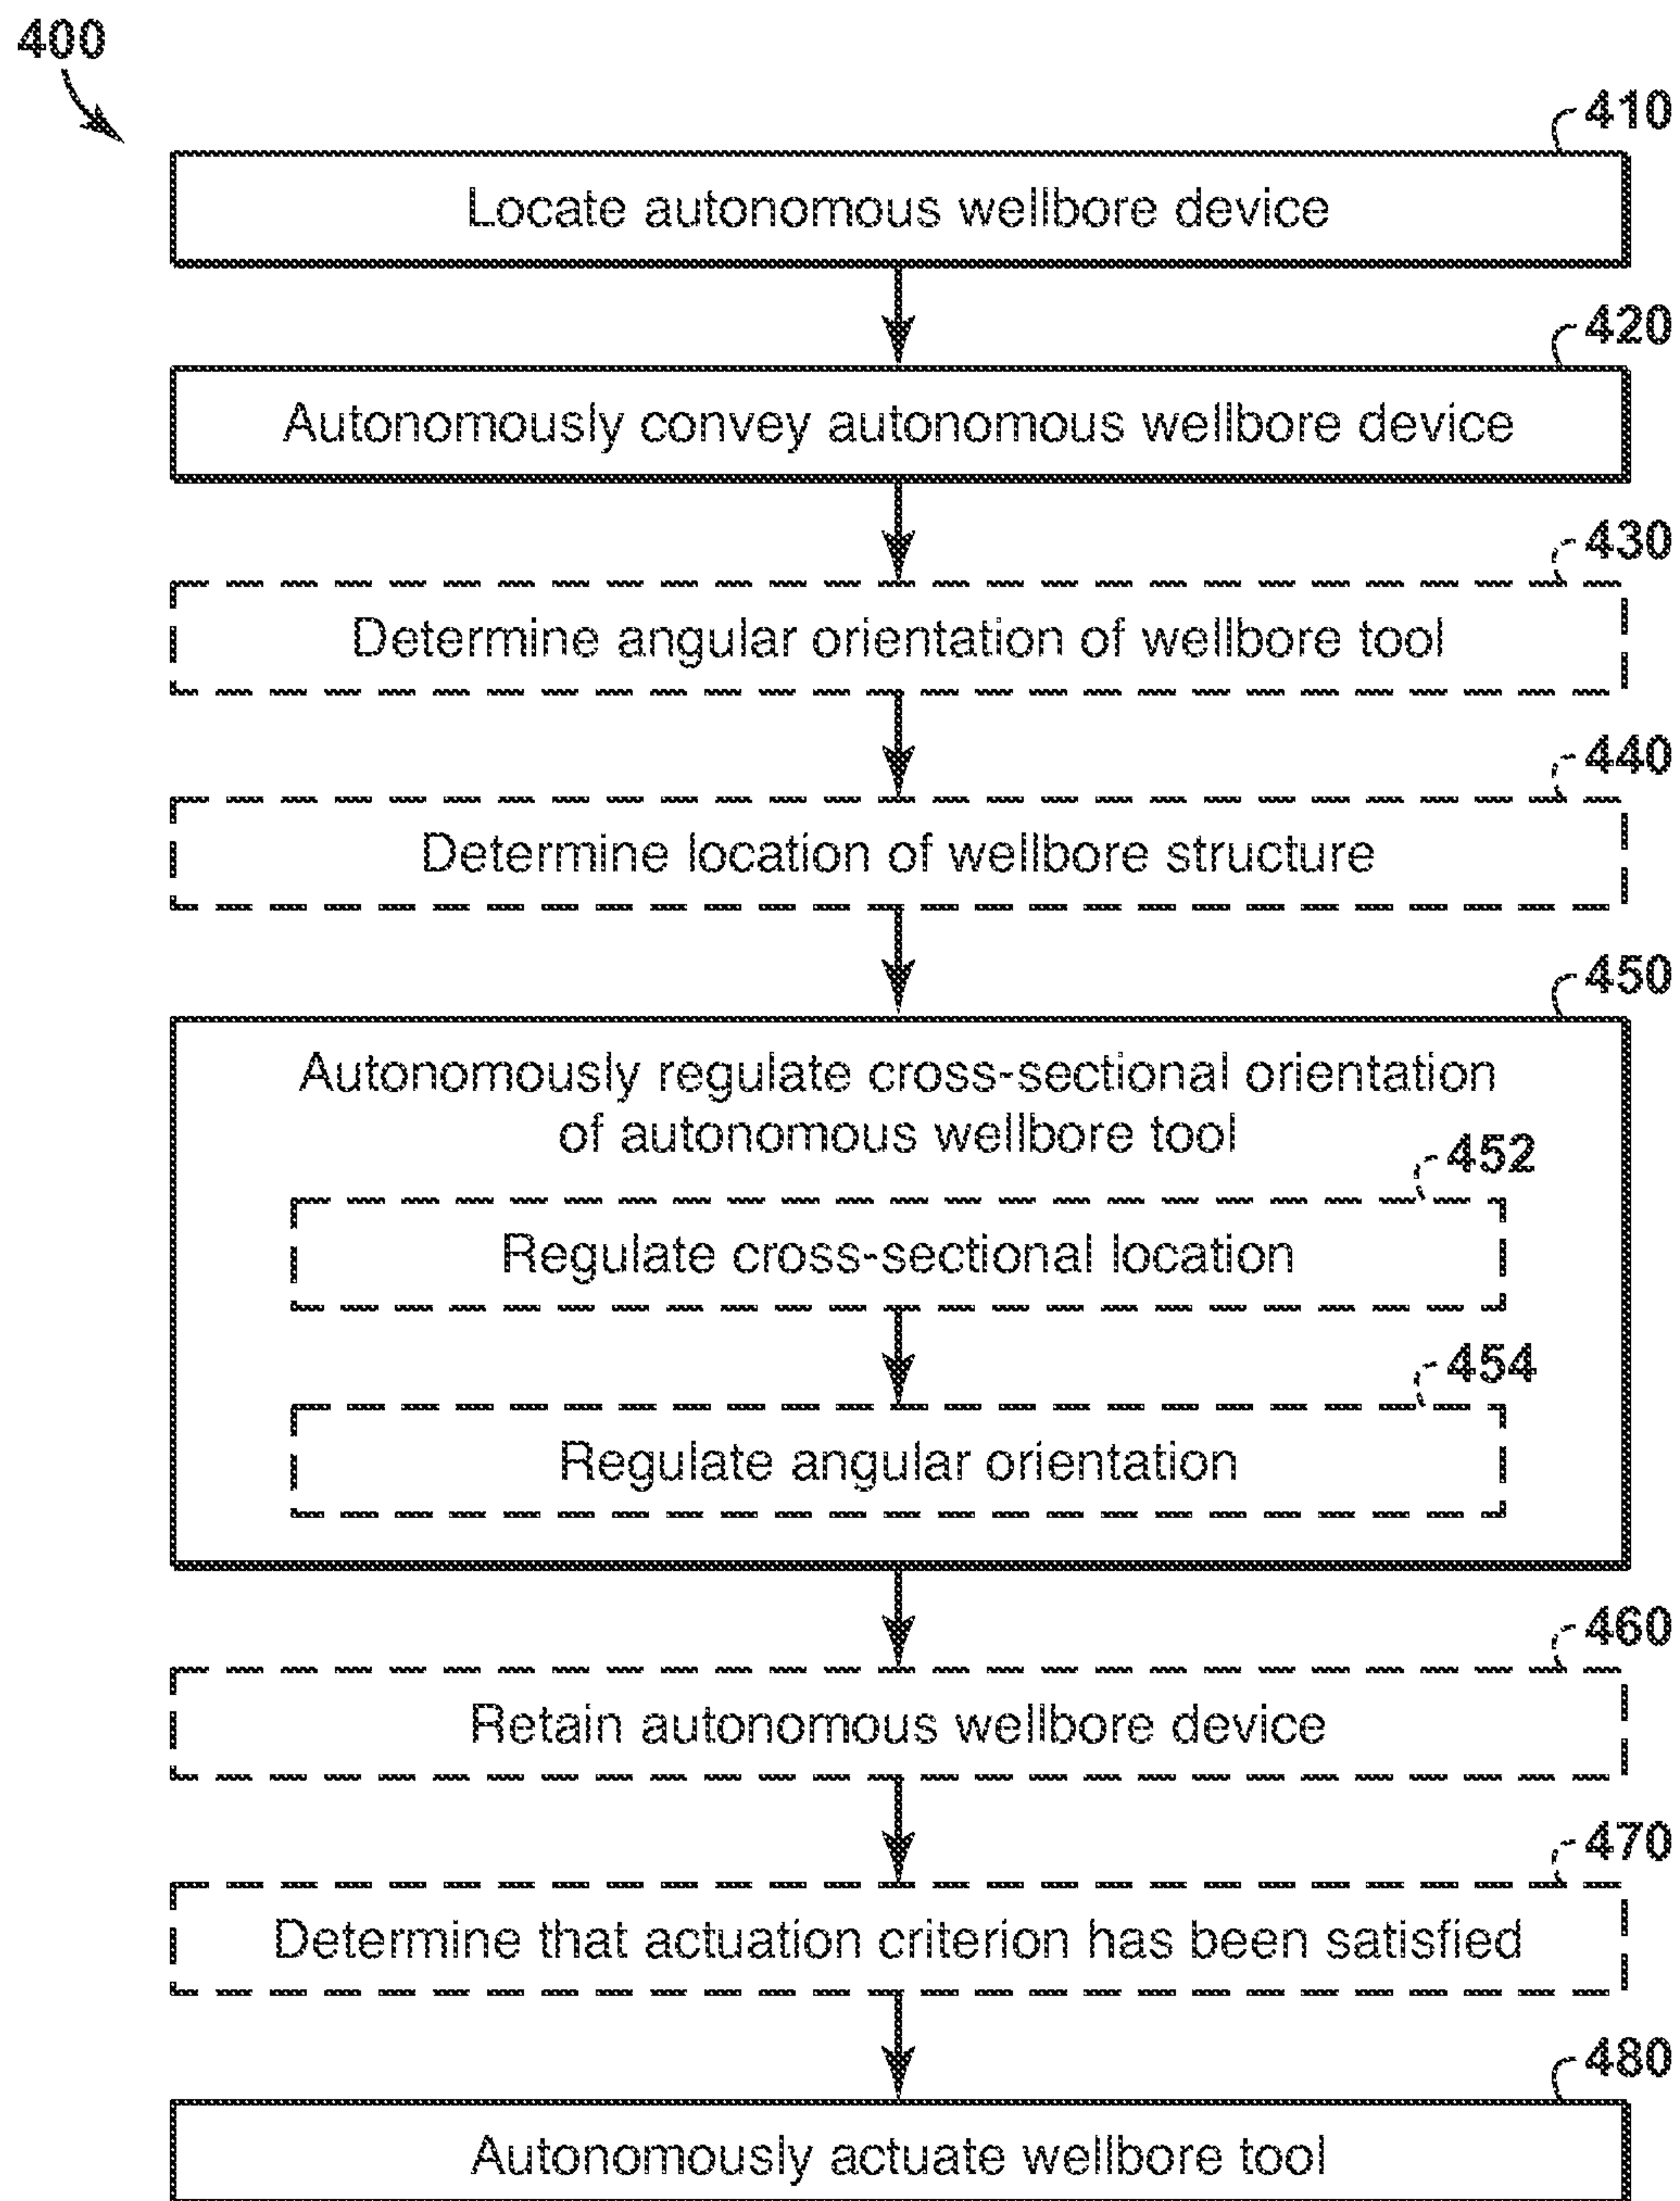 400
410
Locate autonomous wellbore device
420
Autonomously convey autonomous wellbore device
430
Determine angular orientation of wellbore tool
440
Determine location of wellbore structure
450
Autonomously regulate cross-sectional orientation
of autonomous wellbore tool
452
Regulate cross-sectional location
454
Regulate angular orientation
460
Retain autonomous wellbore device
470
Determine that actuation criterion has been satisfied
480
Autonomously actuate wellbore tool